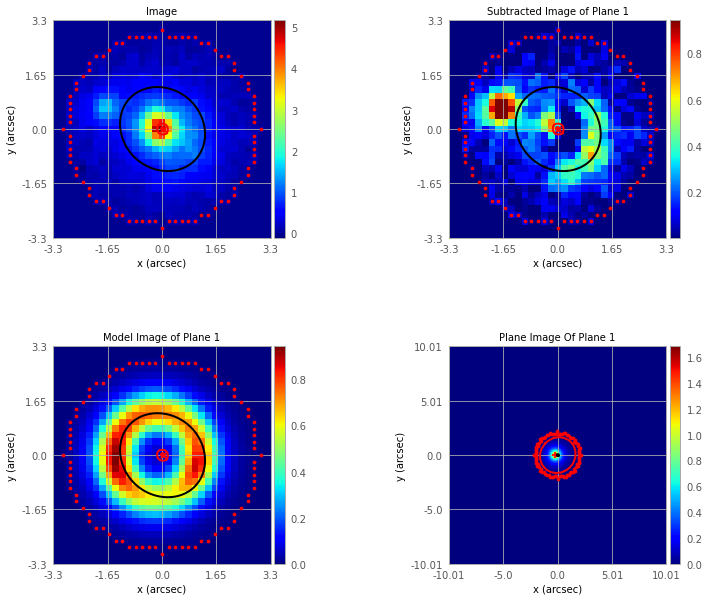 Image
3.3
1.65
0.0
-1.65
-3.3
y (arcsec)
-3.3 -1.65 0.0 1.65 3.3
x (arcsec)
5
4
3
2
1
0
Subtracted Image of Plane 1
3.3
1.65
0.0
-1.65
-3.3
y (arcsec)
-3.3 -1.65 0.0 1.65 3.3
x (arcsec)
0.8
0.6
0.4
0.2
Model Image of Plane 1
3.3
1.65
0.0
-1.65
-3.3
y (arcsec)
-3.3 -1.65 0.0 1.65 3.3
x (arcsec)
0.8
0.6
0.4
0.2
0.0
Plane Image Of Plane 1
10.01
5.01
0.0
-5.0
-10.01
y (arcsec)
-10.01 -5.0 0.0 5.01 10.01
x (arcsec)
1.6
1.4
1.2
1.0
0.8
0.6
0.4
0.2
0.0